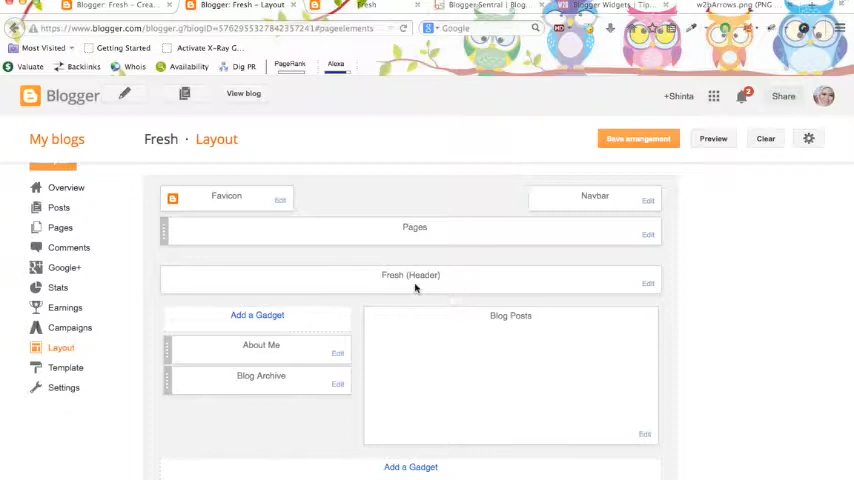 Blogger: Fresh - Crea...
Blogger: Fresh - Layout
Fresh
Blogger Sentral | Blog...
Blogger Widgets | Tip...
w2bArrows.png (PNG ...
https://www.blogger.com/blogger.g?blogID=5762955327842357241#pageelements
Google
Most Visited
Getting Started
Activate X-Ray G...
Valuate
Backlinks
Whois
Availability
Dig PR
PageRank
Alexa
Blogger
View blog
+Shinta
2
Share
My blogs
Fresh · Layout
Save arrangement
Preview
Clear
Overview
Posts
Pages
Comments
Google+
Stats
Earnings
Campaigns
Layout
Template
Settings
Favicon
Edit
Navbar
Edit
Pages
Edit
Fresh (Header)
Edit
Add a Gadget
About Me
Edit
Blog Archive
Edit
Blog Posts
Edit
Add a Gadget